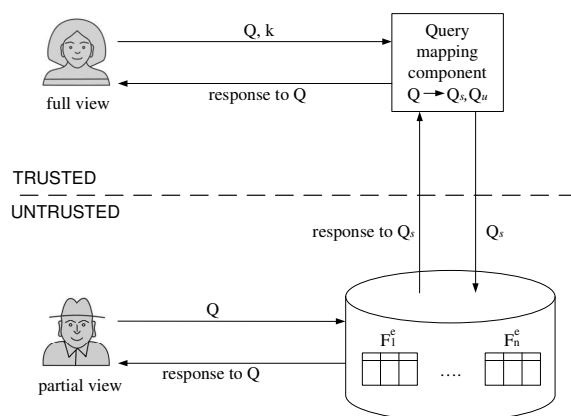 Q, k
response to Q
full view
Query
mapping
component
Q → Qs,Qu
TRUSTED
UNTRUSTED
response to Qs
Qs
Q
response to Q
partial view
F1e
....
Fne